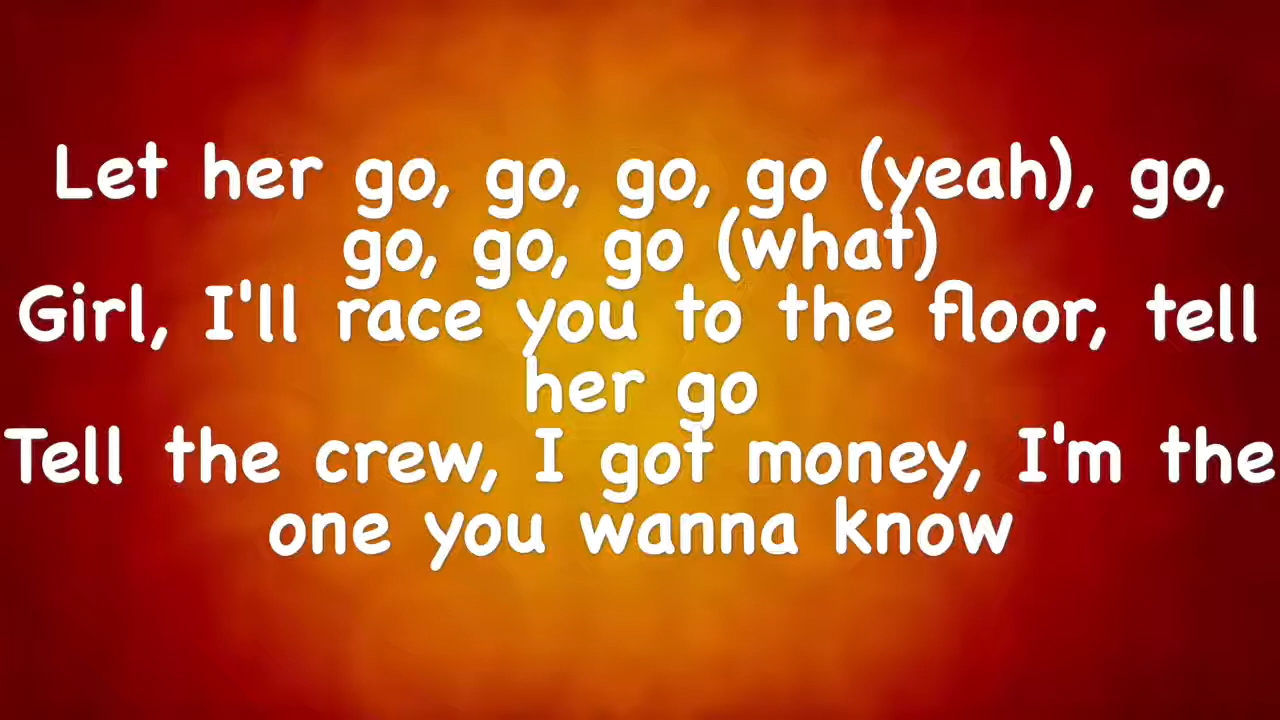 Let her go, go, go, go (yeah), go,
go, go, go (what)
Girl, I'll race you to the floor, tell
her go
Tell the crew, I got money, I'm the
one you wanna know